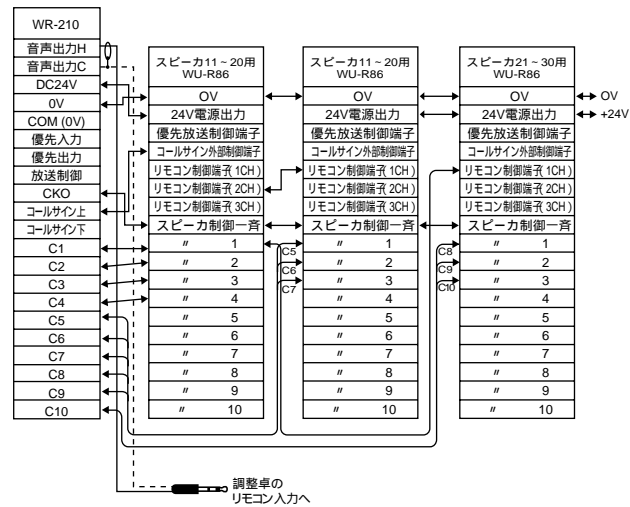 WR-210
音声出力H
音声出力C
DC24V
0V
COM (0V)
優先入力
優先出力
放送制御
CKO
コールサイン上
コールサイン下
C1
C2
C3
C4
C5
C6
C7
C8
C9
C10
スピーカ11~20用
WU-R86
OV
24V電源出力
優先放送制御端子
コールサイン外部制御端子
リモコン制御端子(1CH)
リモコン制御端子(2CH)
リモコン制御端子(3CH)
スピーカ制御一斉
〃 1
〃 2
〃 3
〃 4
〃 5
〃 6
〃 7
〃 8
〃 9
〃 10
スピーカ11~20用
WU-R86
OV
24V電源出力
優先放送制御端子
コールサイン外部制御端子
リモコン制御端子(1CH)
リモコン制御端子(2CH)
リモコン制御端子(3CH)
スピーカ制御一斉
C5 〃 1
C6 〃 2
C7 〃 3
〃 4
〃 5
〃 6
〃 7
〃 8
〃 9
〃 10
スピーカ21~30用
WU-R86
OV
24V電源出力
優先放送制御端子
コールサイン外部制御端子
リモコン制御端子(1CH)
リモコン制御端子(2CH)
リモコン制御端子(3CH)
スピーカ制御一斉
C8 〃 1
C9 〃 2
C10 〃 3
〃 4
〃 5
〃 6
〃 7
〃 8
〃 9
〃 10
OV
+24V
調整卓の
リモコン入力へ